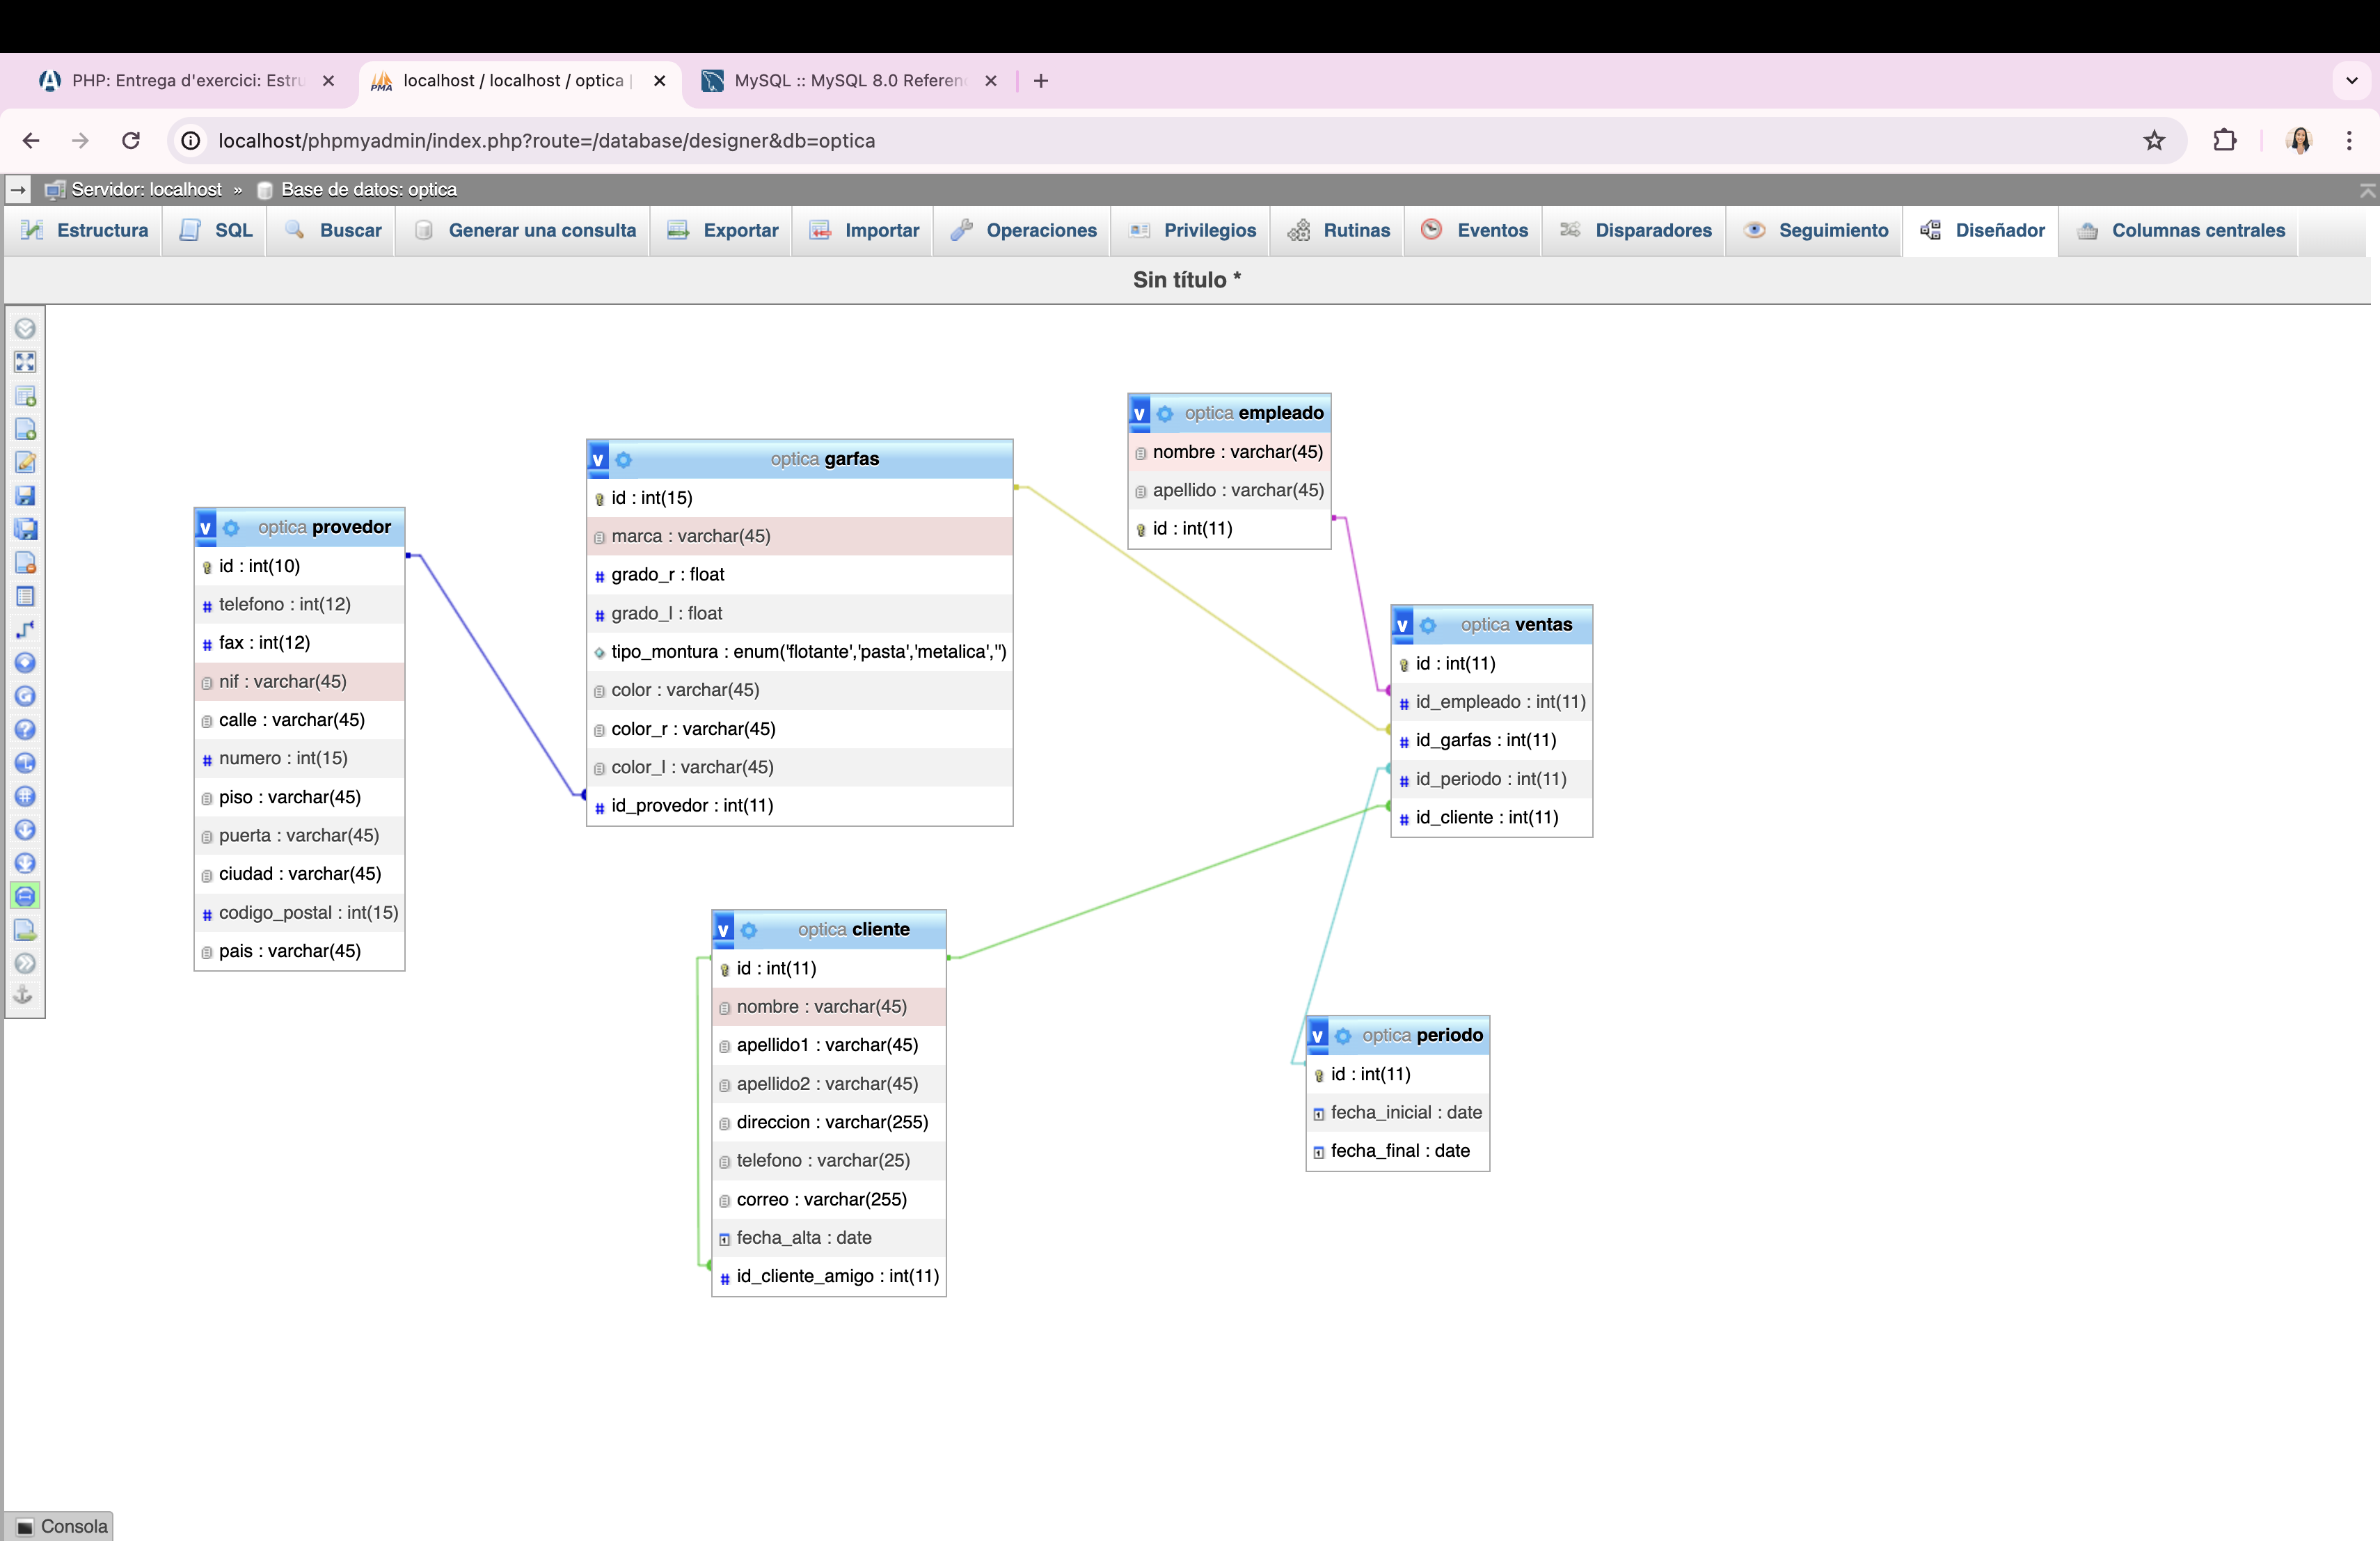 PHP: Entrega d'exercici: Estru
localhost / localhost / optica |
MySQL :: MySQL 8.0 Referen
localhost/phpmyadmin/index.php?route=/database/designer&db=optica
Servidor: localhost » Base de datos: optica
Estructura SQL Buscar Generar una consulta Exportar Importar Operaciones Privilegios Rutinas Eventos Disparadores Seguimiento Diseñador Columnas centrales
Sin título *
v optica provedor
id : int(10)
telefono : int(12)
fax : int(12)
nif : varchar(45)
calle : varchar(45)
numero : int(15)
piso : varchar(45)
puerta : varchar(45)
ciudad : varchar(45)
codigo_postal : int(15)
pais : varchar(45)
v optica garfas
id : int(15)
marca : varchar(45)
grado_r : float
grado_l : float
tipo_montura : enum('flotante','pasta','metalica','')
color : varchar(45)
color_r : varchar(45)
color_l : varchar(45)
id_provedor : int(11)
v optica empleado
nombre : varchar(45)
apellido : varchar(45)
id : int(11)
v optica ventas
id : int(11)
id_empleado : int(11)
id_garfas : int(11)
id_periodo : int(11)
id_cliente : int(11)
v optica cliente
id : int(11)
nombre : varchar(45)
apellido1 : varchar(45)
apellido2 : varchar(45)
direccion : varchar(255)
telefono : varchar(25)
correo : varchar(255)
fecha_alta : date
id_cliente_amigo : int(11)
v optica periodo
id : int(11)
fecha_inicial : date
fecha_final : date
Consola